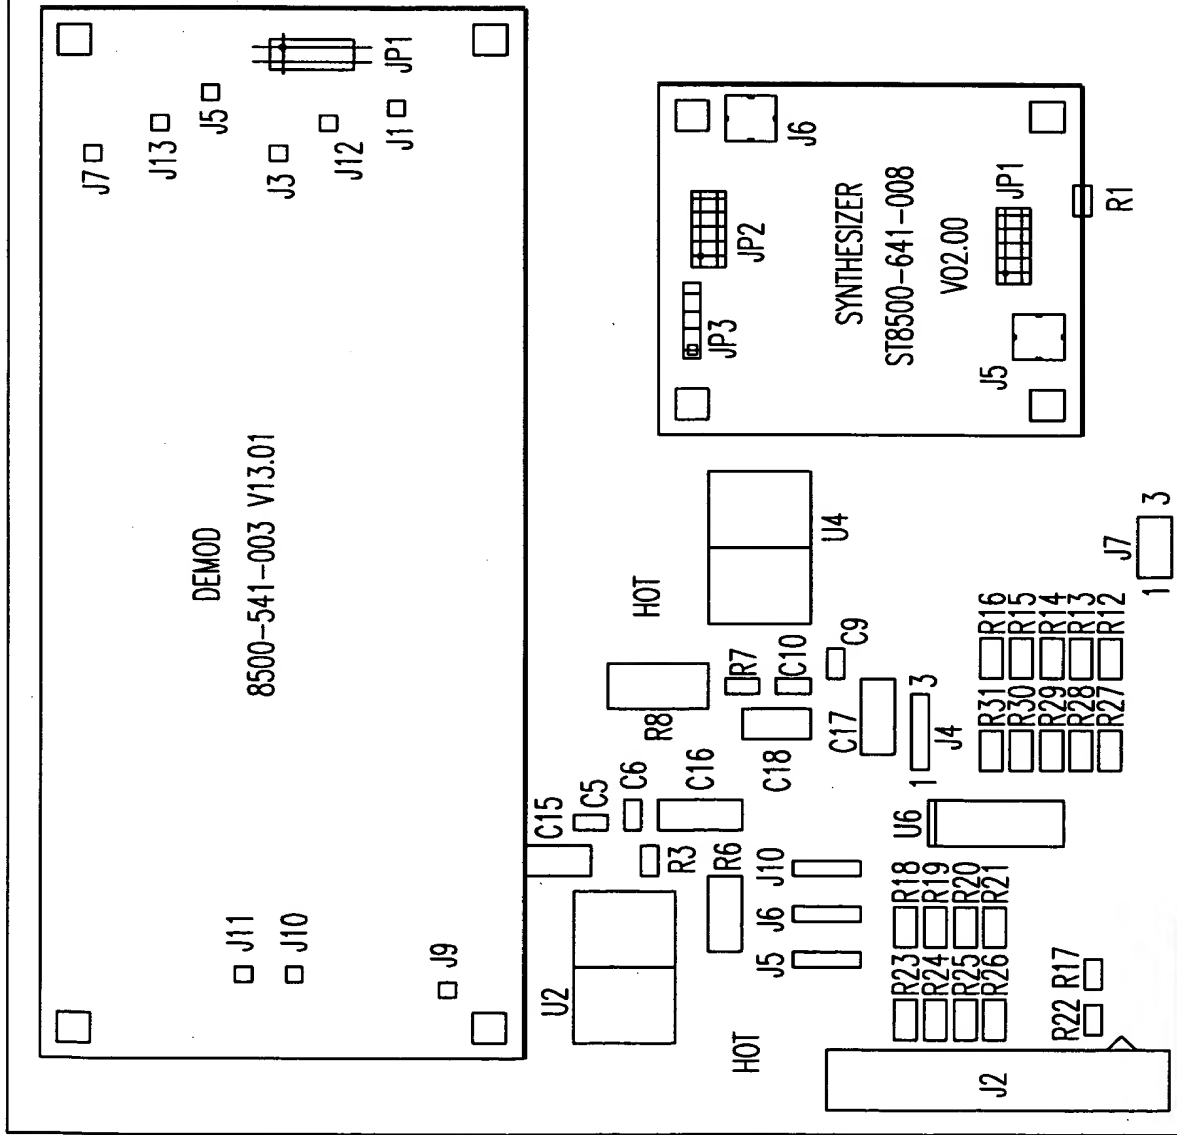 DEMOD
8500-541-003 V13.01
J7
J13
J5
J3
J12
J1
JP1
J11
J10
J9
SYNTHESIZER
ST8500-641-008
V02.00
J6
JP2
JP3
JP1
J5
R1
HOT
U4
R8
R7
C10
C9
C18
C17
1
J4
3
C15
C5
C6
C16
R3
R6
U2
HOT
J10
J6
J5
U6
J7
1
3
R16
R15
R14
R13
R12
R31
R30
R29
R28
R27
R18
R19
R20
R21
R23
R24
R25
R26
R17
R22
J2